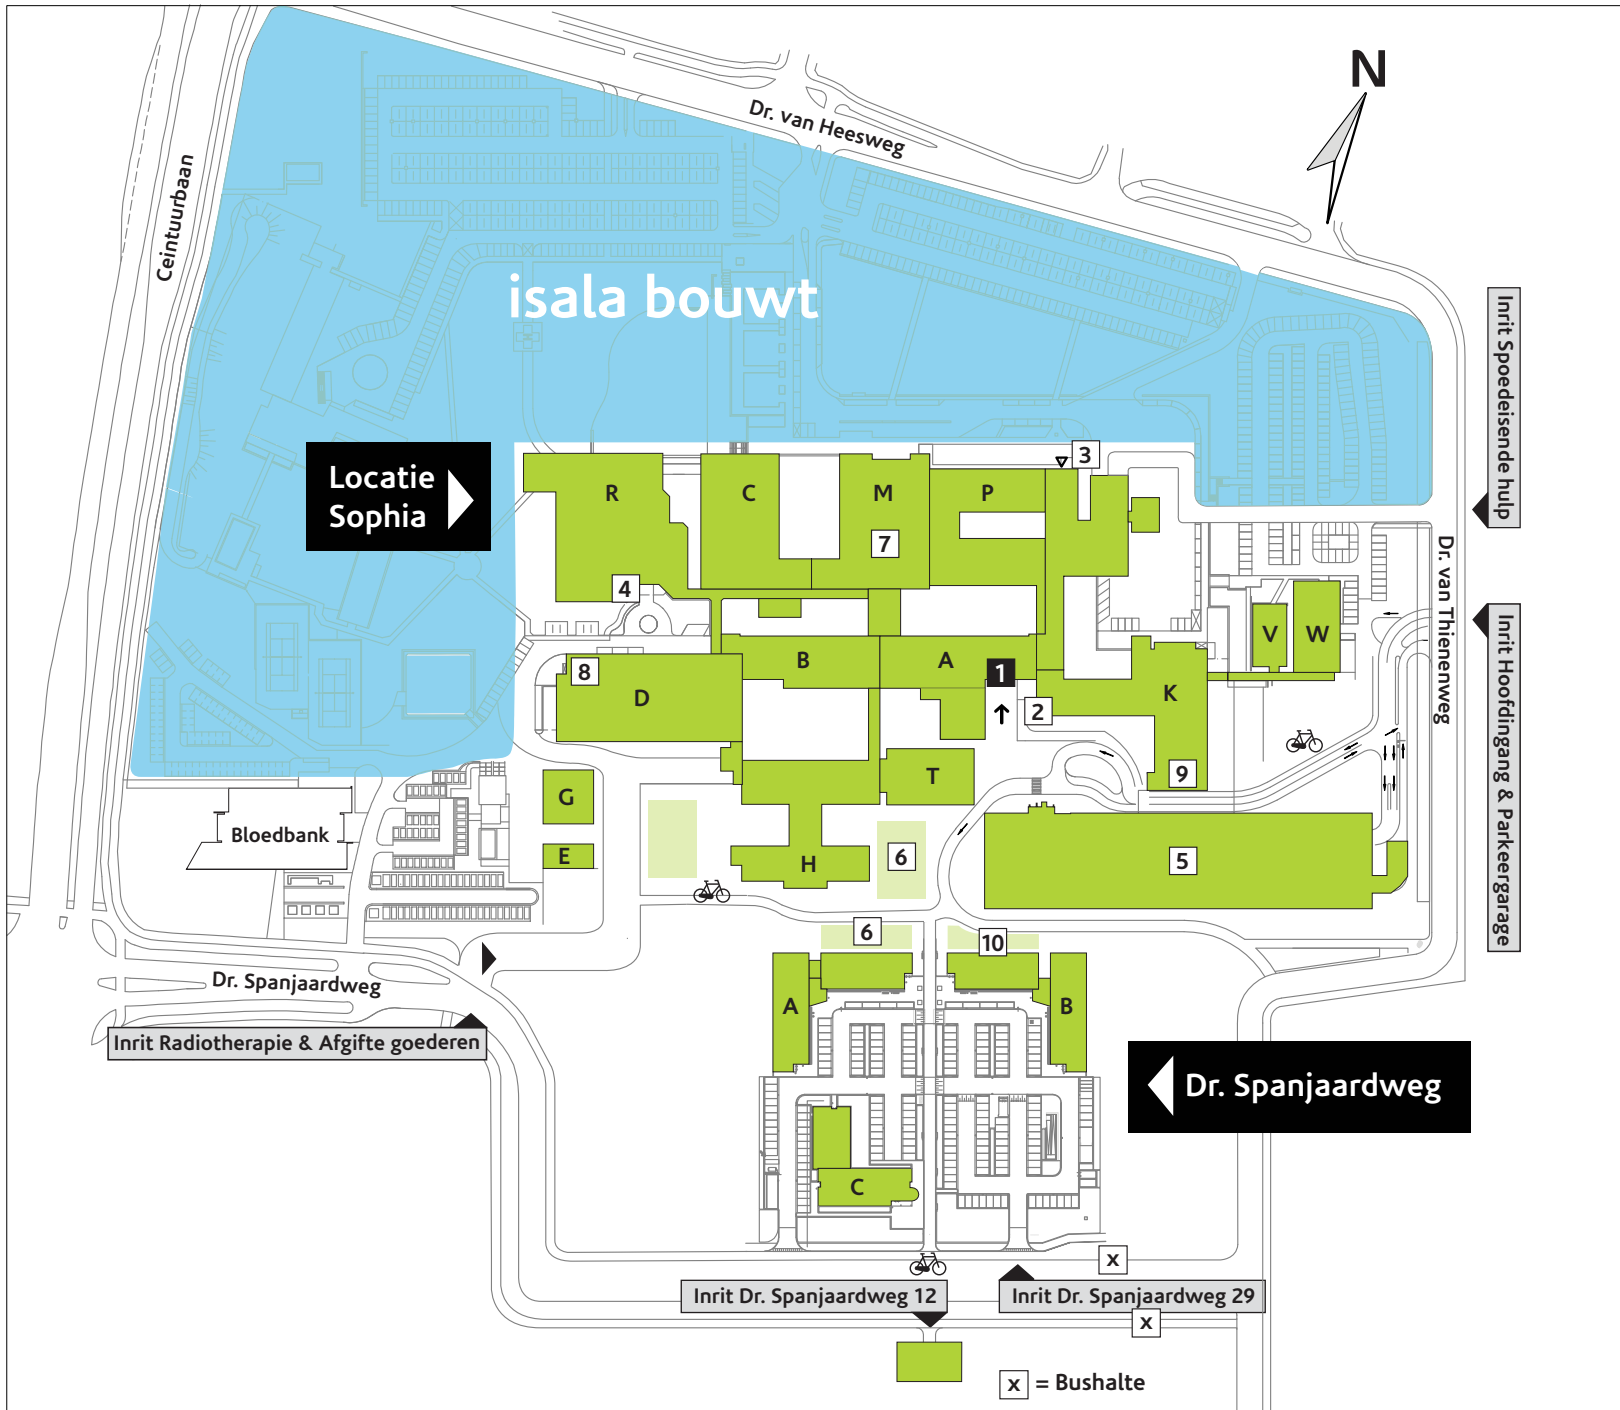 N
Dr. van Heesweg
Ceintuurbaan
isala bouwt
Inrit Spoedeisende hulp
Locatie
Sophia
R
C
M
P
3
7
4
Dr. van Thienenweg
V
W
B
A
1
8
D
2
K
Inrit Hoofdingang & Parkeergarage
T
9
G
Bloedbank
E
H
6
5
6
10
Dr. Spanjaardweg
A
B
Inrit Radiotherapie & Afgifte goederen
Dr. Spanjaardweg
C
x
Inrit Dr. Spanjaardweg 12
Inrit Dr. Spanjaardweg 29
x
x = Bushalte